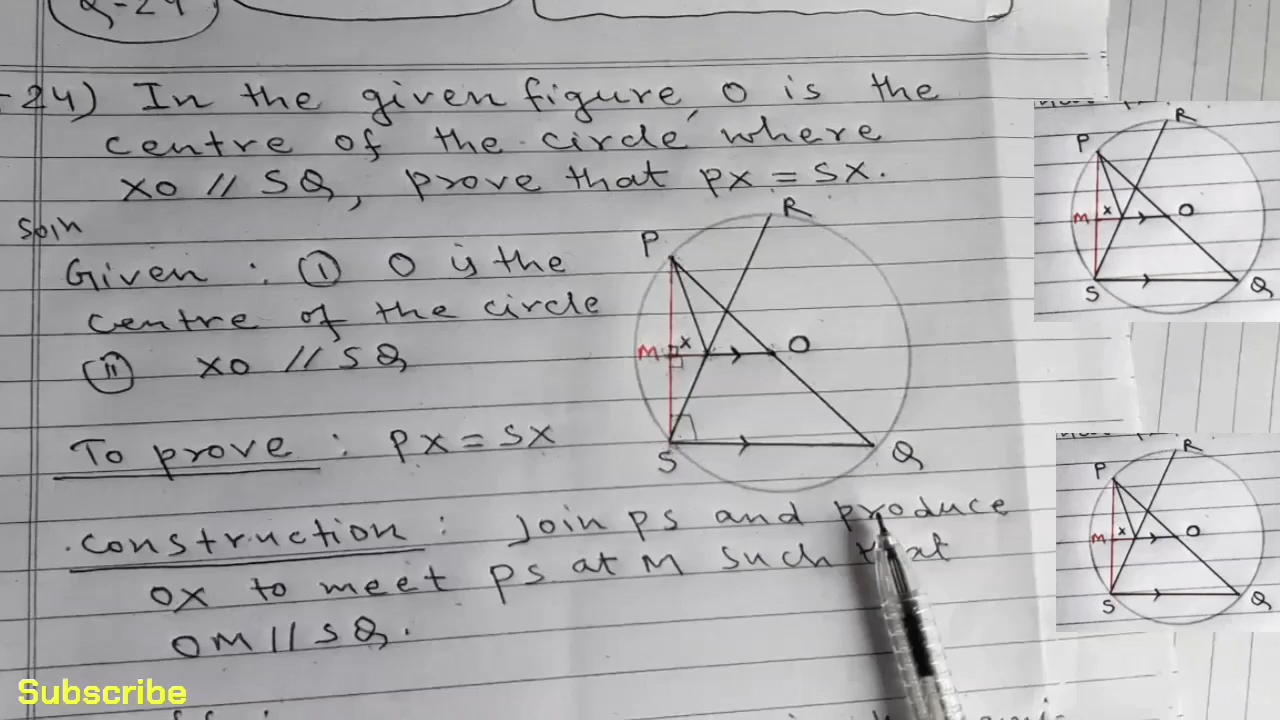 Q-24
-24) In the given figure, O is the
centre of the circle where
XO // SQ, prove that PX = SX.
Soln
Given : (i) O is the
centre of the circle
(ii) XO // SQ
To prove : PX = SX
Construction : Join PS and produce
OX to meet PS at M such that
OM // SQ.
P
R
M
X
O
S
Q
P
R
M
X
O
S
Q
P
R
M
X
O
S
Q
Subscribe